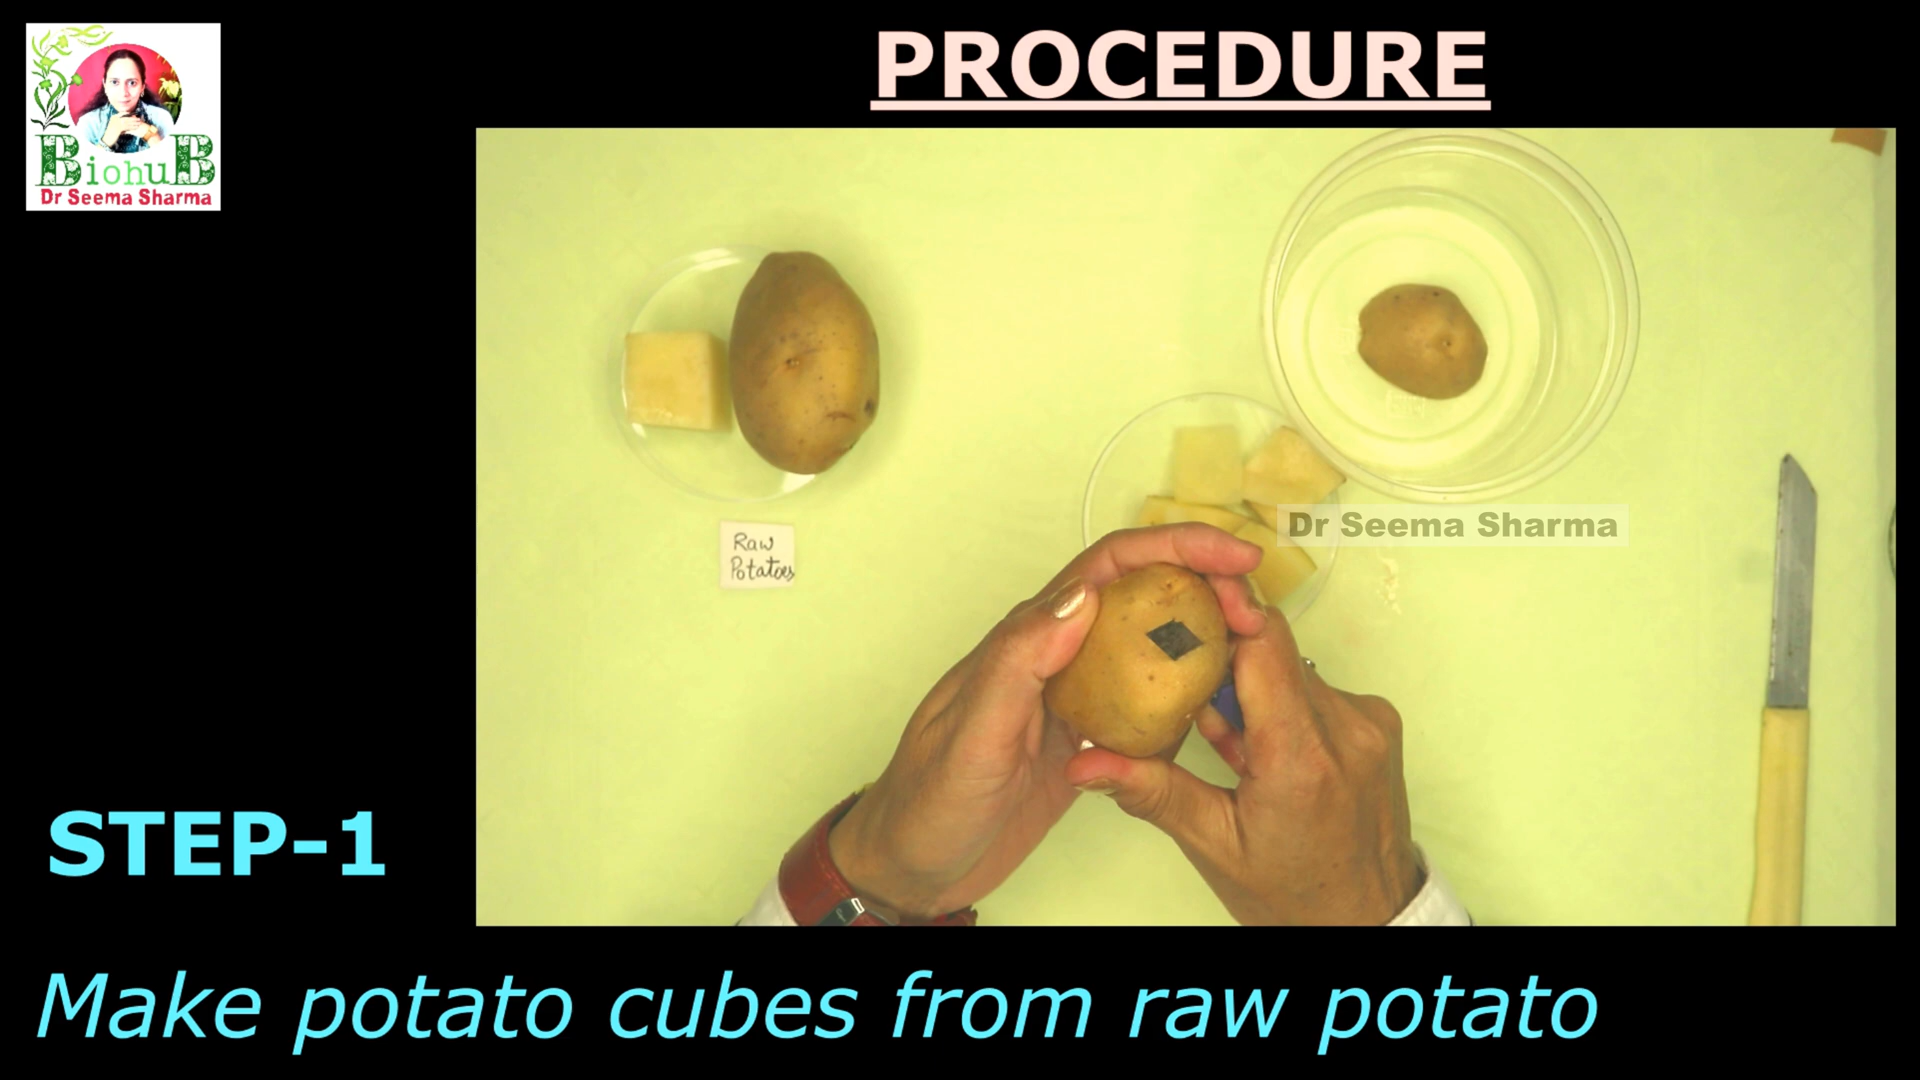 PROCEDURE
BiohuB
Dr Seema Sharma
Raw
Potatoes
Dr Seema Sharma
STEP-1
Make potato cubes from raw potato